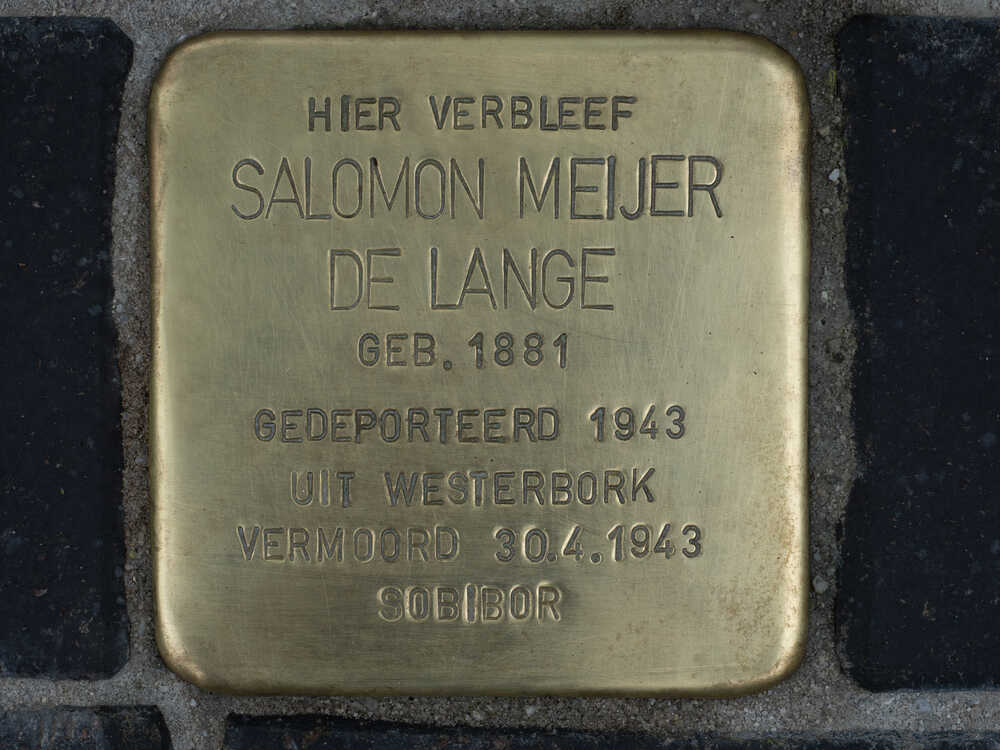 HIER VERBLEEF
SALOMON MEIJER
DE LANGE
GEB. 1881
GEDEPORTEERD 1943
UIT WESTERBORK
VERMOORD 30.4.1943
SOBIBOR